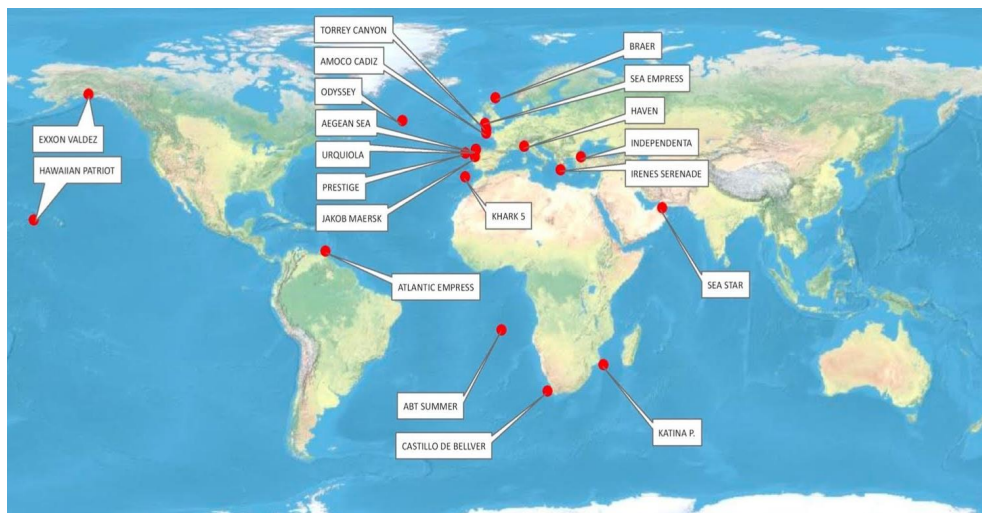 TORREY CANYON
AMOCO CADIZ
ODYSSEY
AEGEAN SEA
URQUIOLA
PRESTIGE
JAKOB MAERSK
EXXON VALDEZ
HAWAIIAN PATRIOT
BRAER
SEA EMPRESS
HAVEN
INDEPENDENTA
IRENES SERENADE
KHARK 5
SEA STAR
ATLANTIC EMPRESS
ABT SUMMER
CASTILLO DE BELLVER
KATINA P.